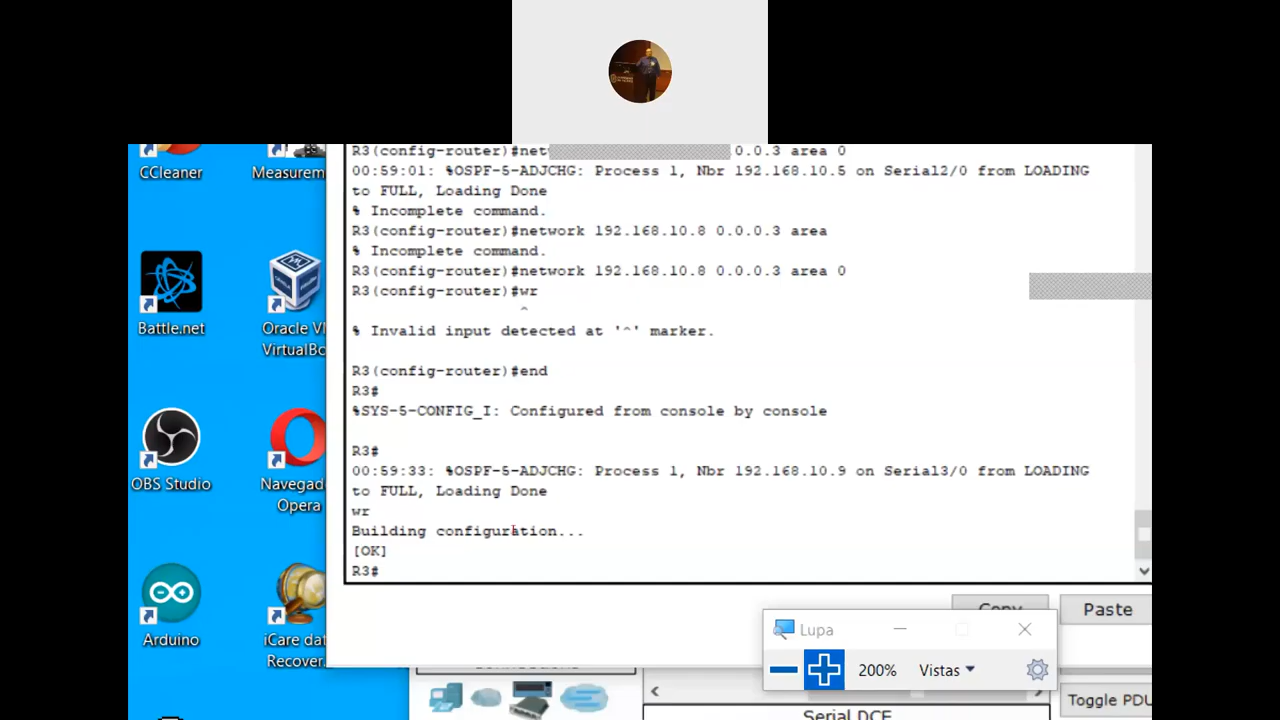 CCleaner
Measurem
Battle.net
Oracle VM
VirtualBo
OBS Studio
Navegad
Opera
Arduino
iCare dat
Recover...
R3(config-router)#net 0.0.3 area 0
00:59:01: %OSPF-5-ADJCHG: Process 1, Nbr 192.168.10.5 on Serial2/0 from LOADING
to FULL, Loading Done
% Incomplete command.
R3(config-router)#network 192.168.10.8 0.0.0.3 area
% Incomplete command.
R3(config-router)#network 192.168.10.8 0.0.0.3 area 0
R3(config-router)#wr
^
% Invalid input detected at '^' marker.
R3(config-router)#end
R3#
%SYS-5-CONFIG_I: Configured from console by console
R3#
00:59:33: %OSPF-5-ADJCHG: Process 1, Nbr 192.168.10.9 on Serial3/0 from LOADING
to FULL, Loading Done
wr
Building configuration...
[OK]
R3#
Copy
Paste
Lupa
200%
Vistas
Toggle PDU
Serial DCE